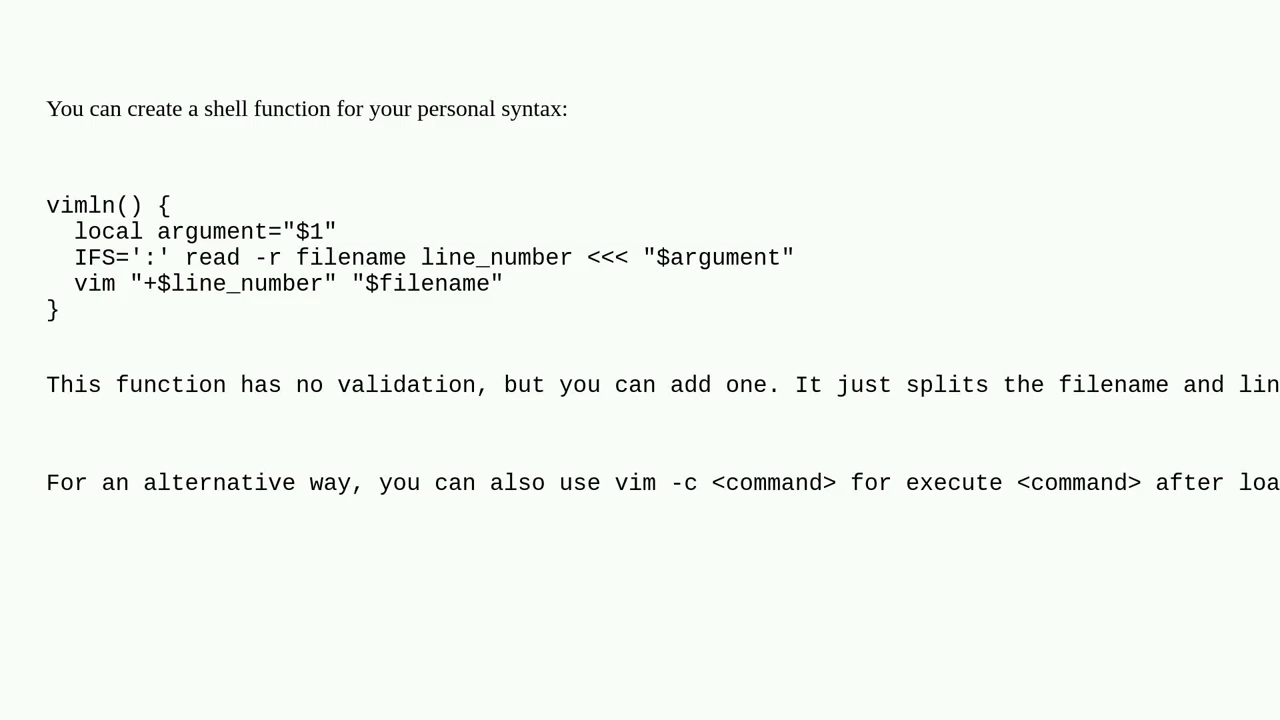 You can create a shell function for your personal syntax:
vimln() {
  local argument="$1"
  IFS=':' read -r filename line_number <<< "$argument"
  vim "+$line_number" "$filename"
}
This function has no validation, but you can add one. It just splits the filename and lin
For an alternative way, you can also use vim -c <command> for execute <command> after loa